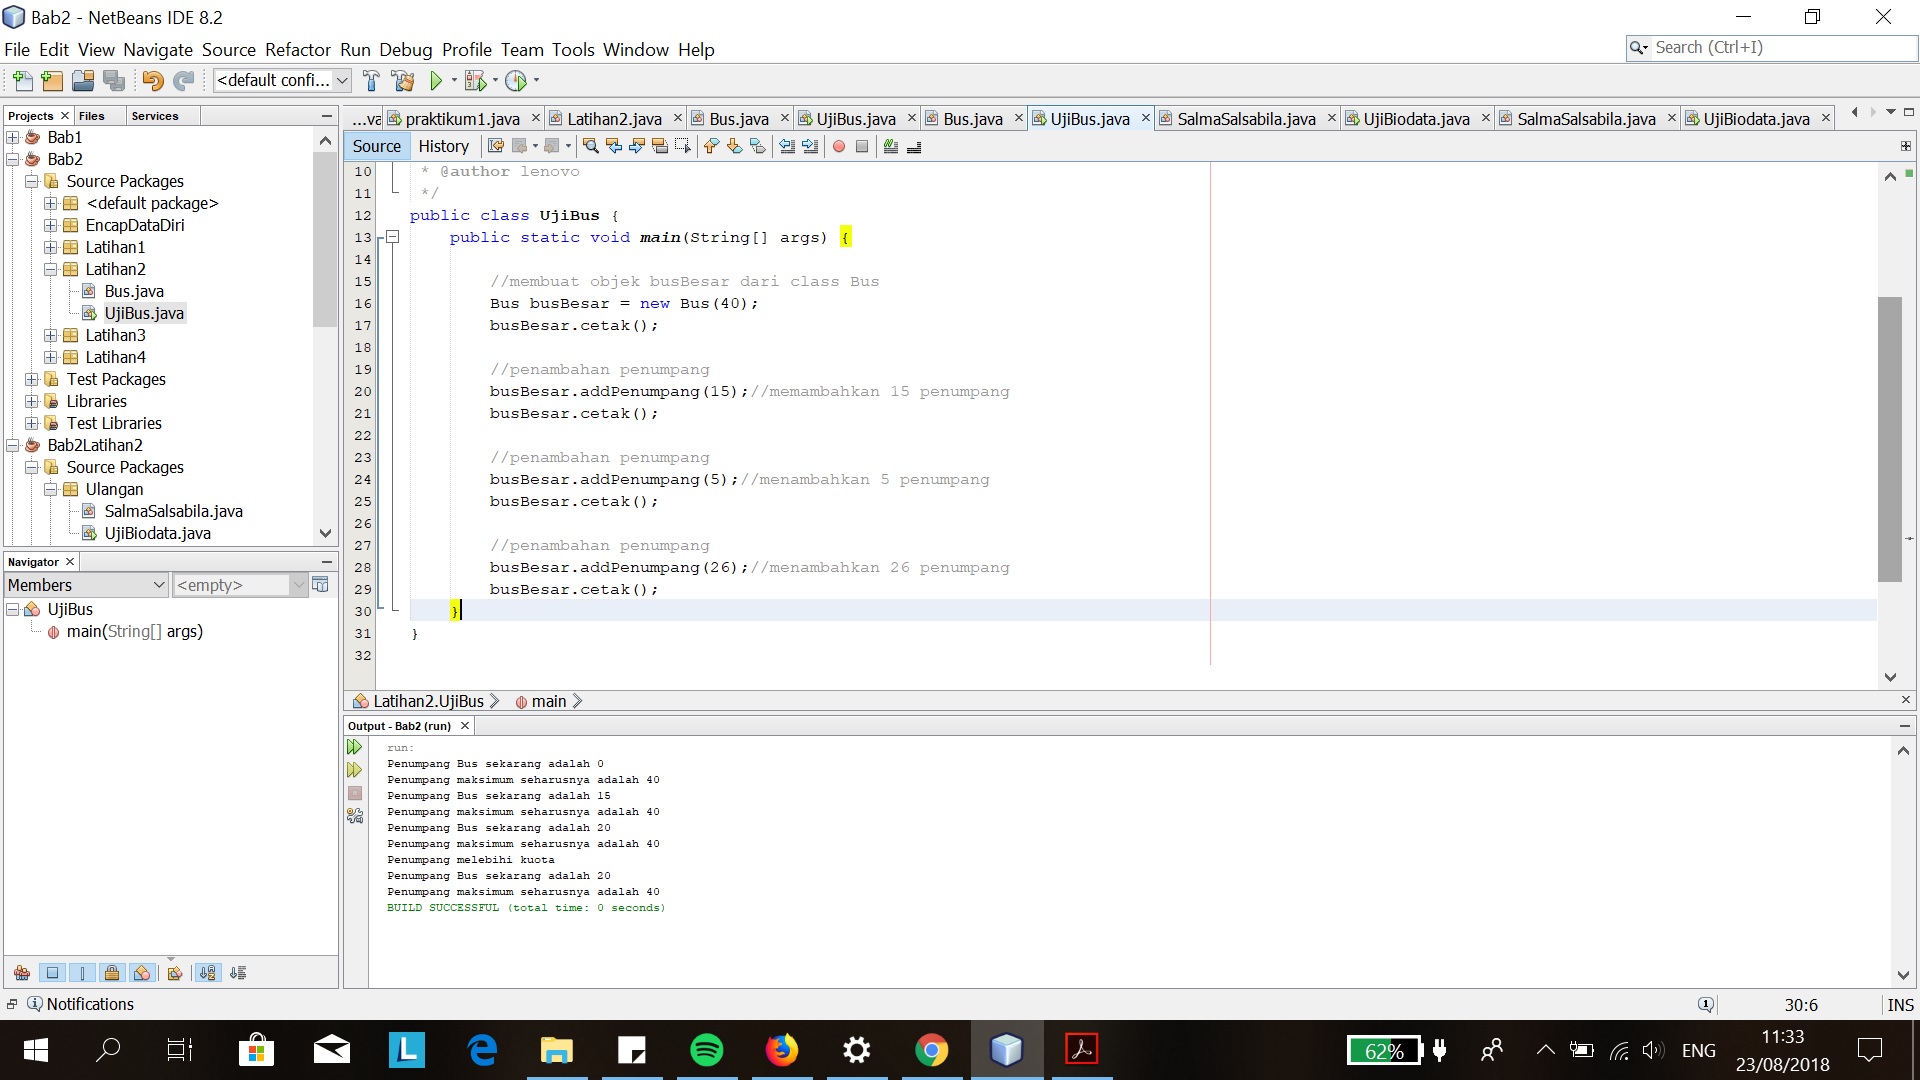 Bab2 - NetBeans IDE 8.2
File Edit View Navigate Source Refactor Run Debug Profile Team Tools Window Help
Search (Ctrl+I)
<default confi...
Projects Files Services
...va praktikum1.java Latihan2.java Bus.java UjiBus.java Bus.java UjiBus.java SalmaSalsabila.java UjiBiodata.java SalmaSalsabila.java UjiBiodata.java
Bab1
Bab2
Source Packages
<default package>
EncapDataDiri
Latihan1
Latihan2
Bus.java
UjiBus.java
Latihan3
Latihan4
Test Packages
Libraries
Test Libraries
Bab2Latihan2
Source Packages
Ulangan
SalmaSalsabila.java
UjiBiodata.java
Source History
10 * @author lenovo
11 */
12 public class UjiBus {
13 public static void main(String[] args) {
14
15 //membuat objek busBesar dari class Bus
16 Bus busBesar = new Bus(40);
17 busBesar.cetak();
18
19 //penambahan penumpang
20 busBesar.addPenumpang(15);//memambahkan 15 penumpang
21 busBesar.cetak();
22
23 //penambahan penumpang
24 busBesar.addPenumpang(5);//menambahkan 5 penumpang
25 busBesar.cetak();
26
27 //penambahan penumpang
28 busBesar.addPenumpang(26);//menambahkan 26 penumpang
29 busBesar.cetak();
30 }
31 }
32
Latihan2.UjiBus main
Navigator
Members <empty>
UjiBus
main(String[] args)
Output - Bab2 (run)
run:
Penumpang Bus sekarang adalah 0
Penumpang maksimum seharusnya adalah 40
Penumpang Bus sekarang adalah 15
Penumpang maksimum seharusnya adalah 40
Penumpang Bus sekarang adalah 20
Penumpang maksimum seharusnya adalah 40
Penumpang melebihi kuota
Penumpang Bus sekarang adalah 20
Penumpang maksimum seharusnya adalah 40
BUILD SUCCESSFUL (total time: 0 seconds)
Notifications
30:6 INS
62%
ENG
11:33
23/08/2018